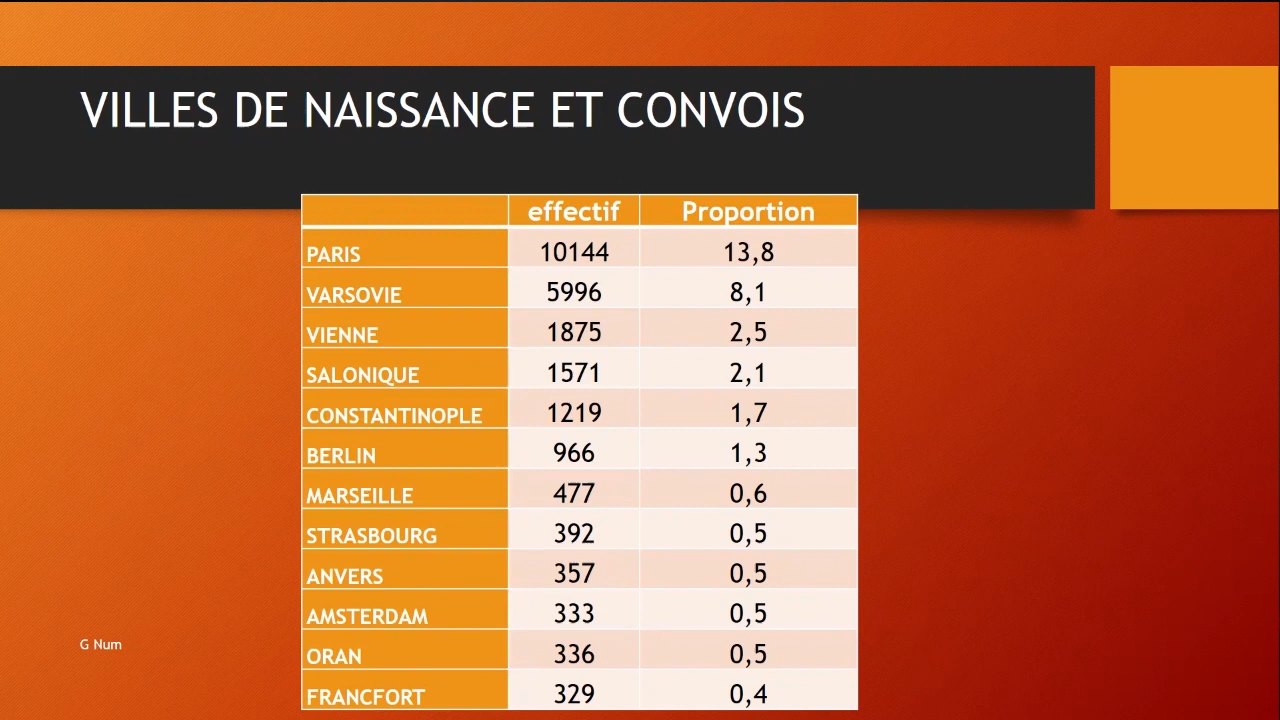 VILLES DE NAISSANCE ET CONVOIS
effectif Proportion
PARIS 10144 13,8
VARSOVIE 5996 8,1
VIENNE 1875 2,5
SALONIQUE 1571 2,1
CONSTANTINOPLE 1219 1,7
BERLIN 966 1,3
MARSEILLE 477 0,6
STRASBOURG 392 0,5
ANVERS 357 0,5
AMSTERDAM 333 0,5
ORAN 336 0,5
FRANCFORT 329 0,4
G Num